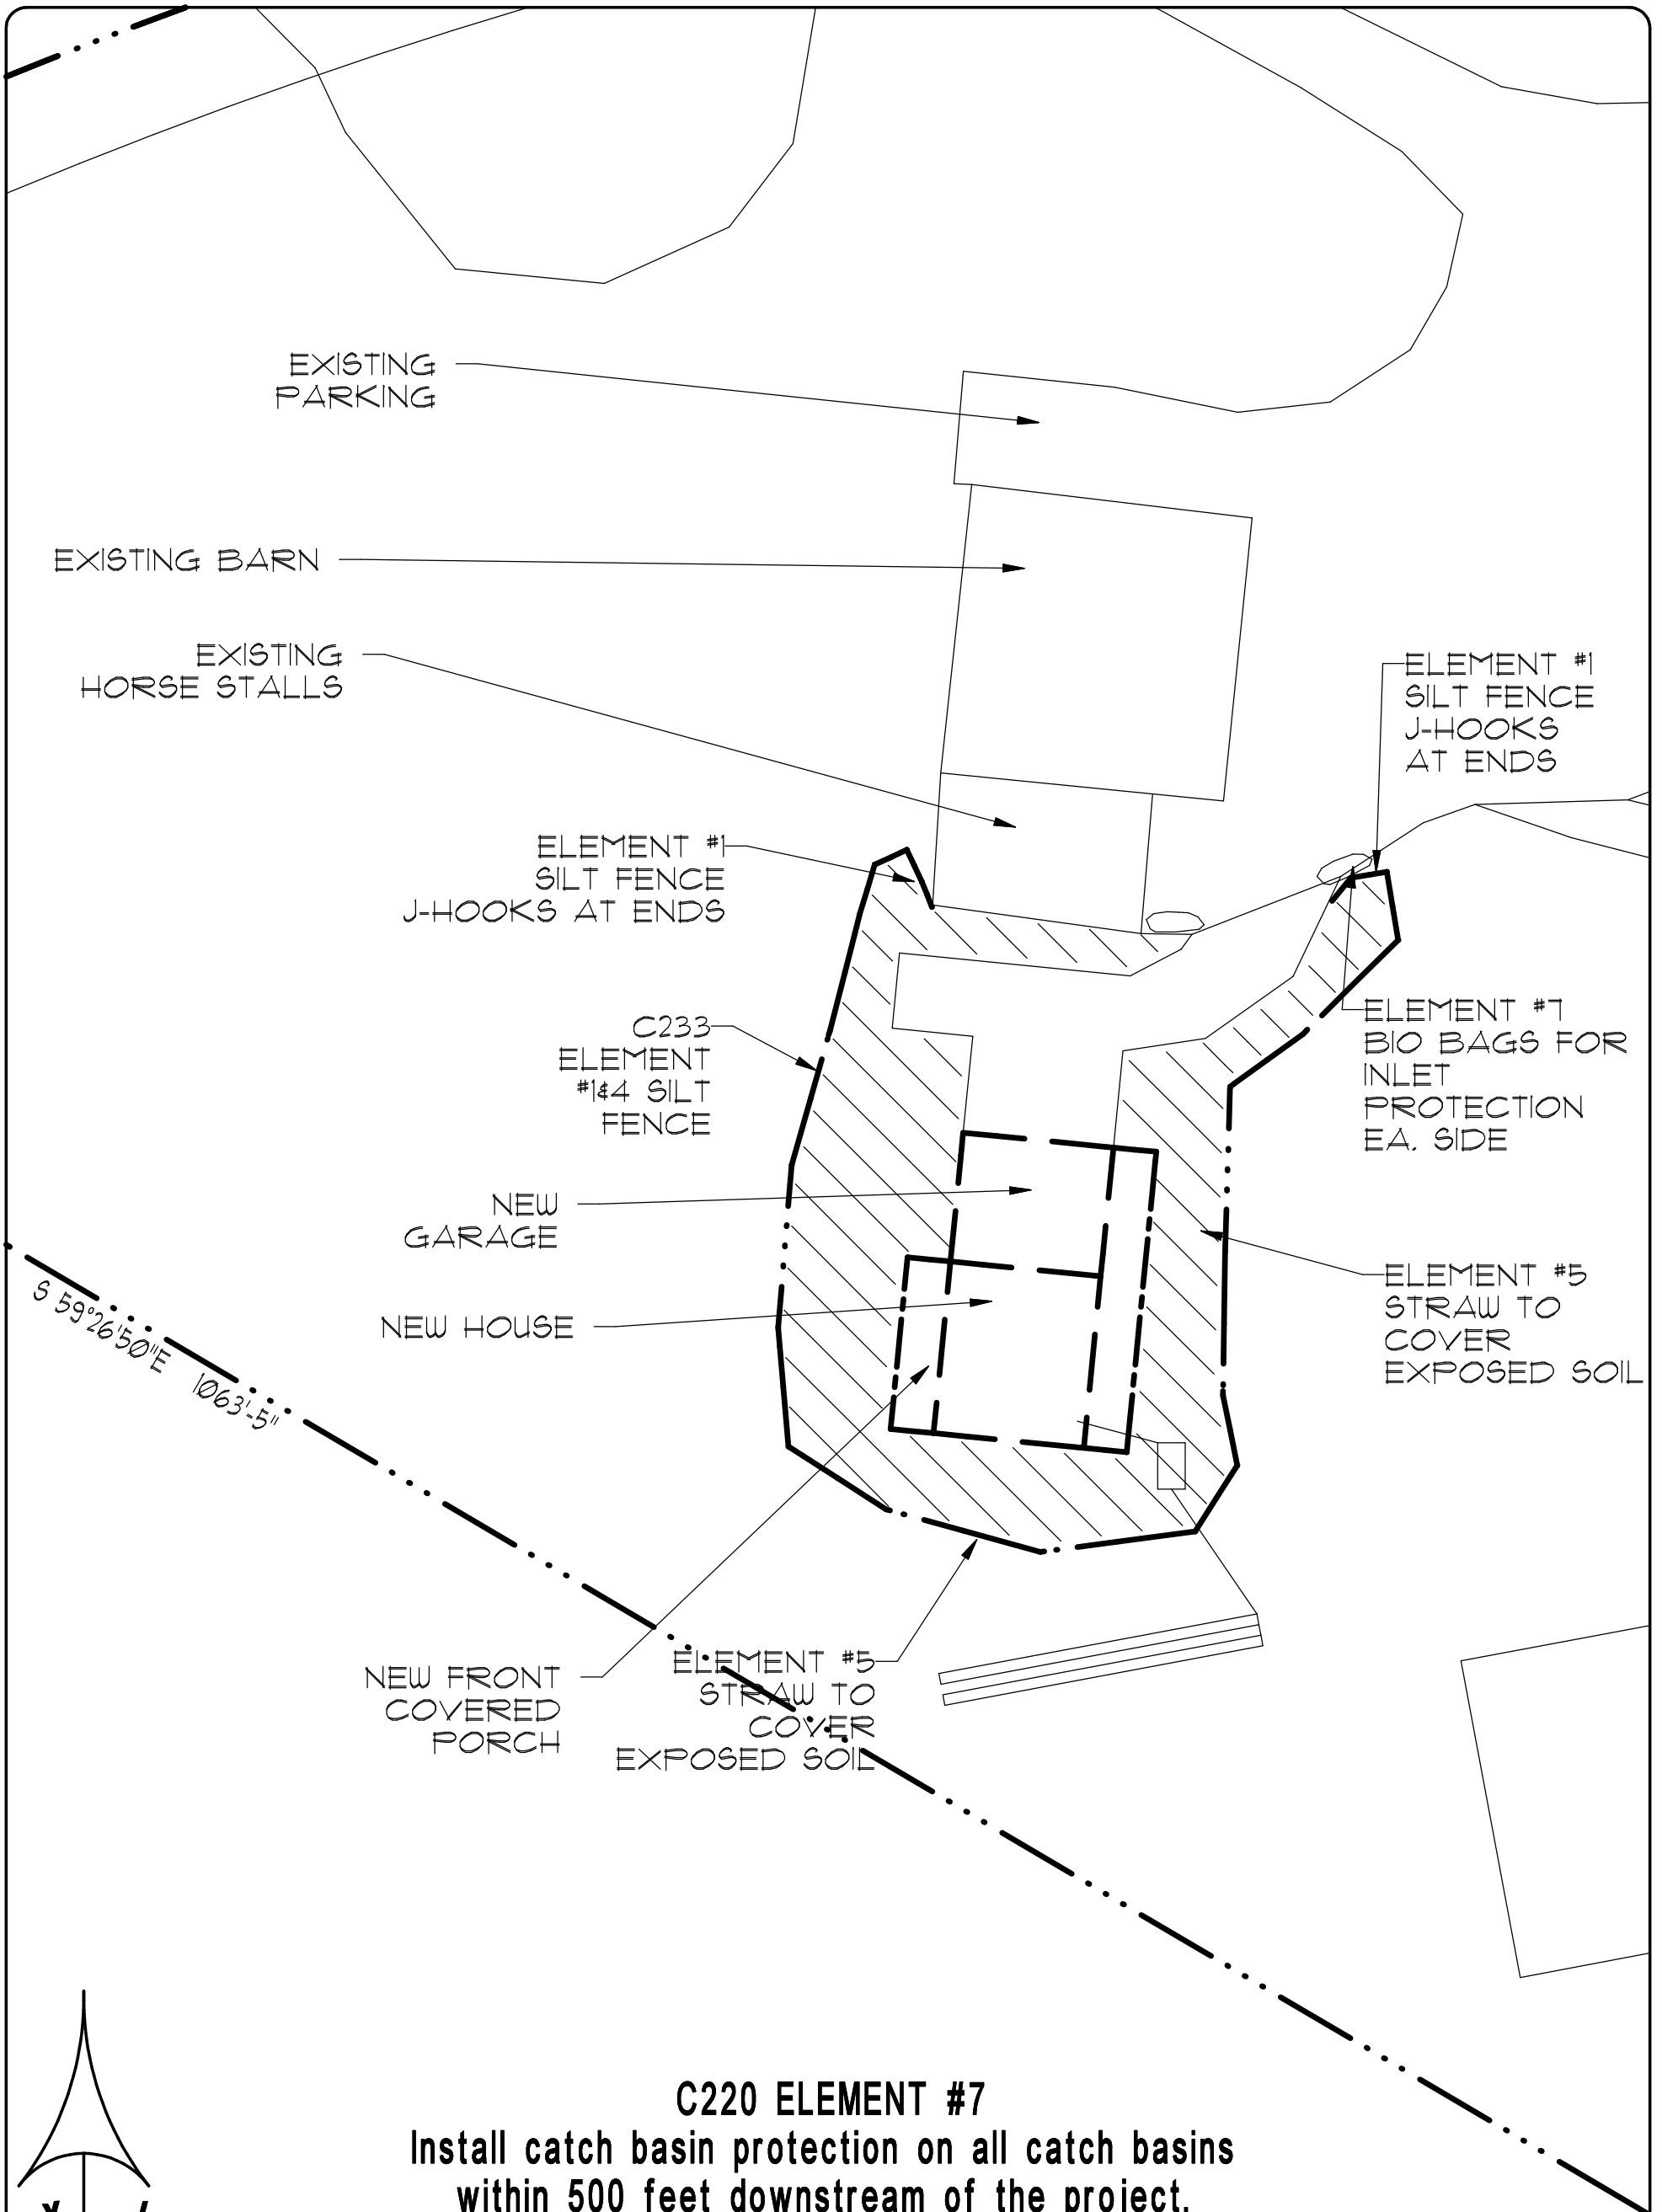 EXISTING
PARKING
EXISTING BARN
EXISTING
HORSE STALLS
ELEMENT #1
SILT FENCE
J-HOOKS
AT ENDS
ELEMENT #1
SILT FENCE
J-HOOKS AT ENDS
C233
ELEMENT
#1&4 SILT
FENCE
ELEMENT #7
BIO BAGS FOR
INLET
PROTECTION
EA. SIDE
NEW
GARAGE
ELEMENT #5
STRAW TO
COVER
EXPOSED SOIL
NEW HOUSE
S 59°26'50"E 1063'-5"
NEW FRONT
COVERED
PORCH
ELEMENT #5
STRAW TO
COVER
EXPOSED SOIL
C220 ELEMENT #7
Install catch basin protection on all catch basins
within 500 feet downstream of the project.